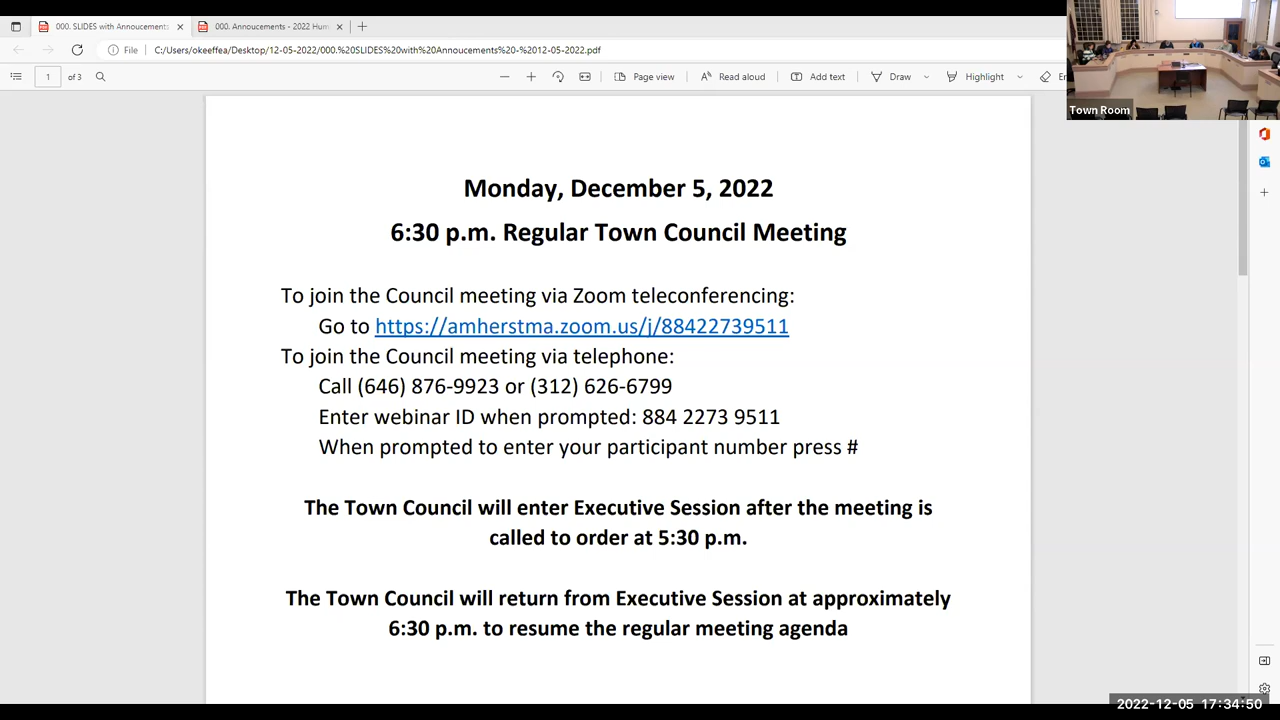 000. SLIDES with Annoucements
000. Annoucements - 2022 Hum
File
C:/Users/okeeffea/Desktop/12-05-2022/000.%20SLIDES%20with%20Annoucements%20-%2012-05-2022.pdf
1 of 3
Page view
Read aloud
Add text
Draw
Highlight
Town Room
Monday, December 5, 2022
6:30 p.m. Regular Town Council Meeting
To join the Council meeting via Zoom teleconferencing:
Go to https://amherstma.zoom.us/j/88422739511
To join the Council meeting via telephone:
Call (646) 876-9923 or (312) 626-6799
Enter webinar ID when prompted: 884 2273 9511
When prompted to enter your participant number press #
The Town Council will enter Executive Session after the meeting is
called to order at 5:30 p.m.
The Town Council will return from Executive Session at approximately
6:30 p.m. to resume the regular meeting agenda
2022-12-05 17:34:50